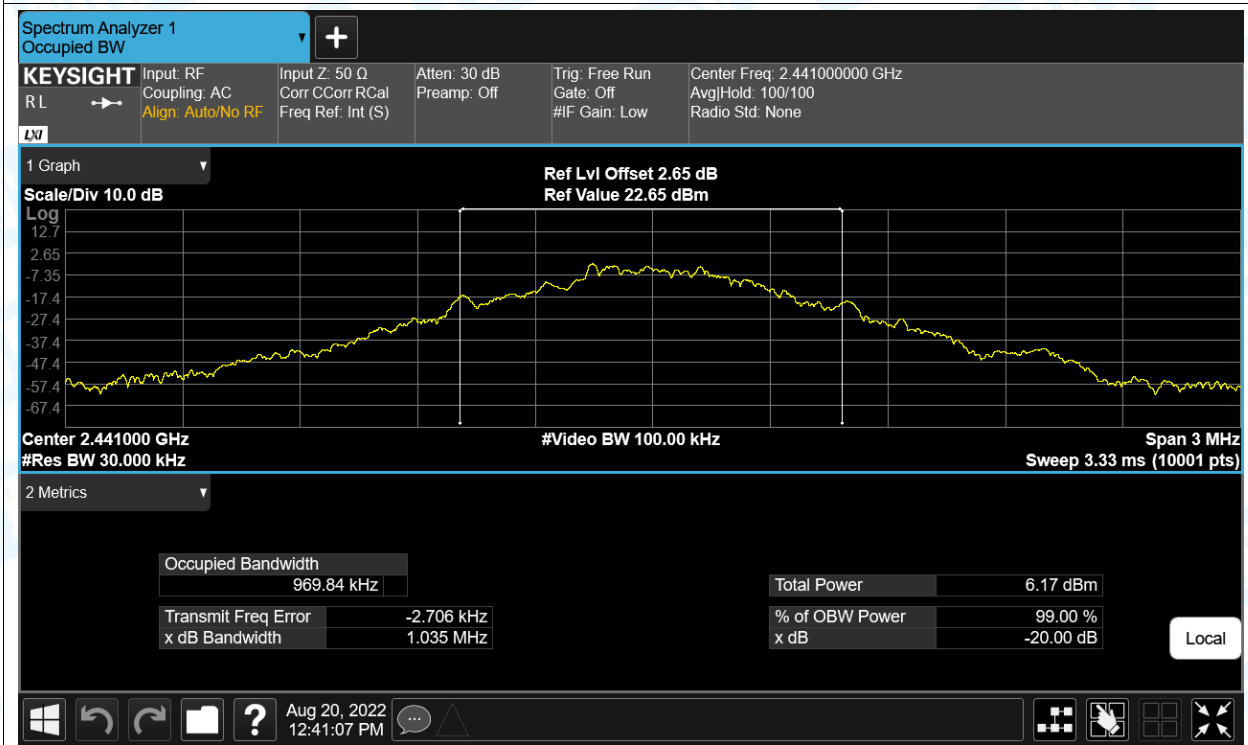 Spectrum Analyzer 1
Occupied BW
KEYSIGHT
R L
LXI
Input: RF
Coupling: AC
Align: Auto/No RF
Input Z: 50 Ω
Corr CCorr RCal
Freq Ref: Int (S)
Atten: 30 dB
Preamp: Off
Trig: Free Run
Gate: Off
#IF Gain: Low
Center Freq: 2.441000000 GHz
Avg|Hold: 100/100
Radio Std: None
1 Graph
Scale/Div 10.0 dB
Ref Lvl Offset 2.65 dB
Ref Value 22.65 dBm
Log
12.7
2.65
-7.35
-17.4
-27.4
-37.4
-47.4
-57.4
-67.4
Center 2.441000 GHz
#Res BW 30.000 kHz
#Video BW 100.00 kHz
Span 3 MHz
Sweep 3.33 ms (10001 pts)
2 Metrics
Occupied Bandwidth
969.84 kHz
Transmit Freq Error -2.706 kHz
x dB Bandwidth 1.035 MHz
Total Power 6.17 dBm
% of OBW Power 99.00 %
x dB -20.00 dB
Local
?
Aug 20, 2022
12:41:07 PM